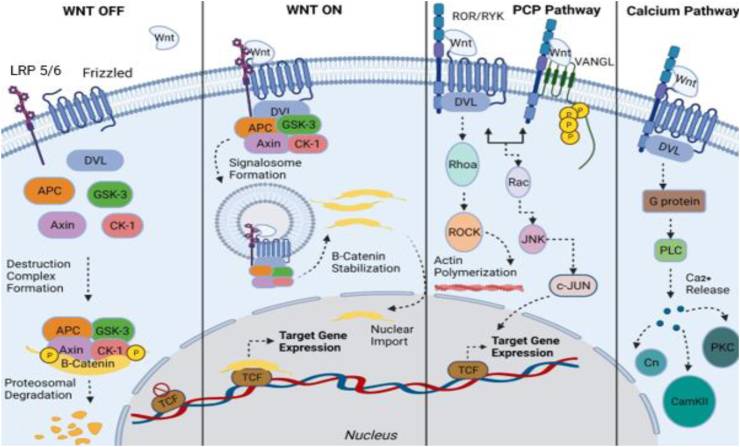 WNT OFF
Wnt
LRP 5/6
Frizzled
DVL
APC
GSK-3
Axin
CK-1
Destruction
Complex
Formation
APC
GSK-3
Axin
CK-1
P
P
B-Catenin
Proteosomal
Degradation
TCF
WNT ON
Wnt
DVL
APC
GSK-3
Axin
CK-1
Signalosome
Formation
B-Catenin
Stabilization
Nuclear
Import
Target Gene
Expression
TCF
Nucleus
PCP Pathway
ROR/RYK
Wnt
Wnt
VANGL
DVL
P
P
P
P
Rhoa
Rac
ROCK
JNK
Actin
Polymerization
c-JUN
Target Gene
Expression
TCF
Calcium Pathway
Wnt
DVL
G protein
PLC
Ca2+
Release
Cn
PKC
CamKII